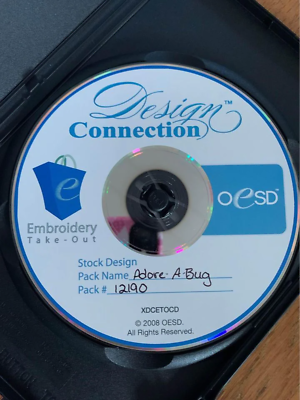 Design™
Connection
e
OeSD™
Embroidery
Take-Out
Stock Design
Pack Name Adore-A-Bug
Pack # 12190
XDCETOCD
© 2008 OESD.
All Rights Reserved.